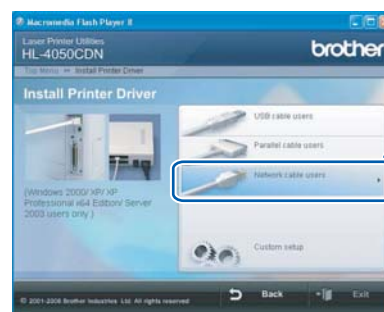 Macromedia Flash Player 8
Laser Printer Utilities
HL-4050CDN
brother
Top Menu >> Install Printer Driver
Install Printer Driver
USB cable users
Parallel cable users
Network cable users
(Windows 2000/ XP/ XP
Professional x64 Edition/ Server
2003 users only )
Custom setup
© 2001-2006 Brother Industries, Ltd. All rights reserved
Back
Exit